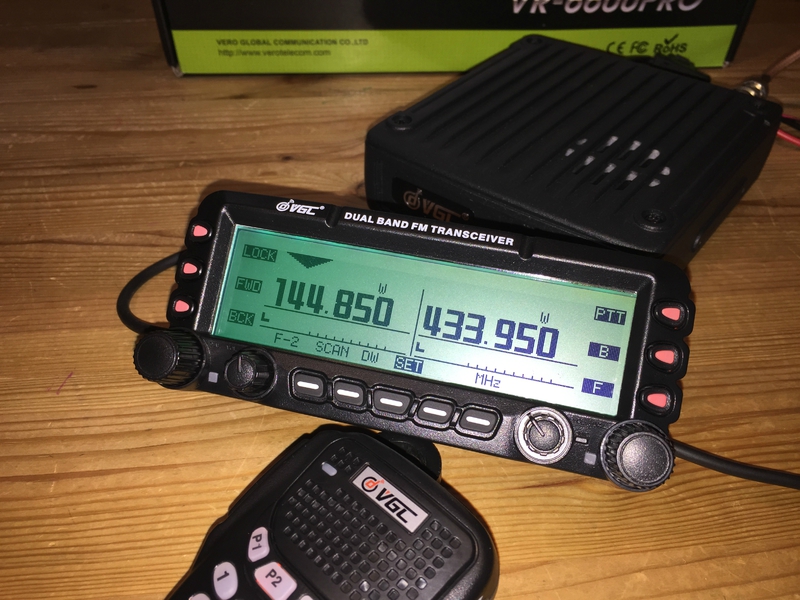 VR-6600PRO
VERO GLOBAL COMMUNICATION CO.,LTD
http://www.verotelecom.com
CE FC RoHS
VGC
VGC®
DUAL BAND FM TRANSCEIVER
LOCK
FWD
BCK
W
144.850
L
W
433.950
L
PTT
B
F
F-2 SCAN DW SET MHz
VGC
P1
P2
1